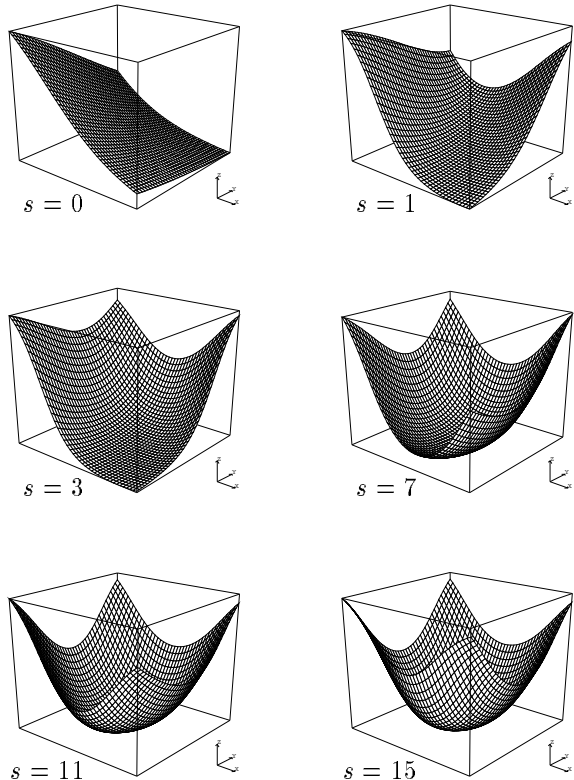 s = 0
s = 1
s = 3
s = 7
s = 11
s = 15